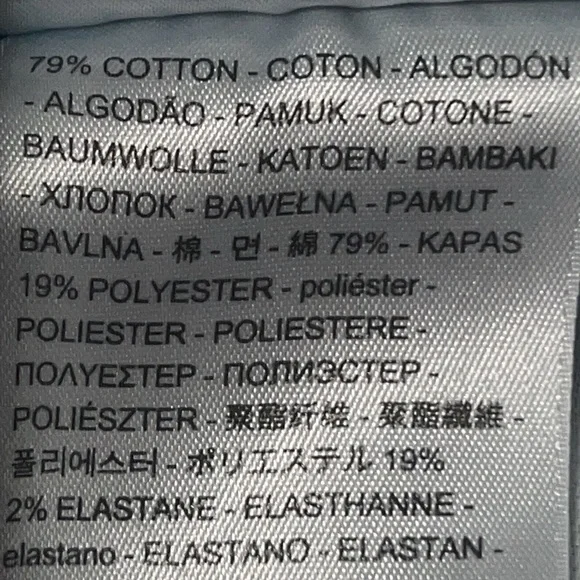 79% COTTON - COTON - ALGODÓN
- ALGODÃO - PAMUK - COTONE -
BAUMWOLLE - KATOEN - BAMBAKI
- ХЛОПОК - BAWEŁNA - PAMUT -
BAVLNA - 棉 - 면 - 綿 79% - KAPAS
19% POLYESTER - poliéster -
POLIESTER - POLIESTERE -
ΠΟΛΥΕΣΤΕΡ - ПОЛИЭСТЕР -
POLIÉSZTER - 聚酯纤维 - 聚酯纖維 -
폴리에스터 - ポリエステル 19%
2% ELASTANE - ELASTHANNE -
elastano - ELASTANO - ELASTAN -